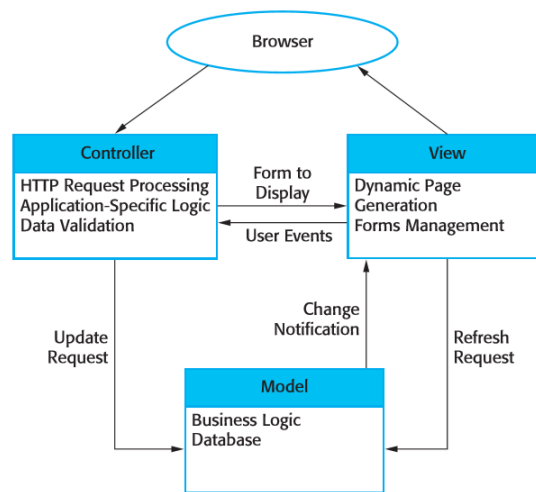 Browser
Controller
HTTP Request Processing
Application-Specific Logic
Data Validation
Form to
Display
User Events
View
Dynamic Page
Generation
Forms Management
Update
Request
Change
Notification
Refresh
Request
Model
Business Logic
Database